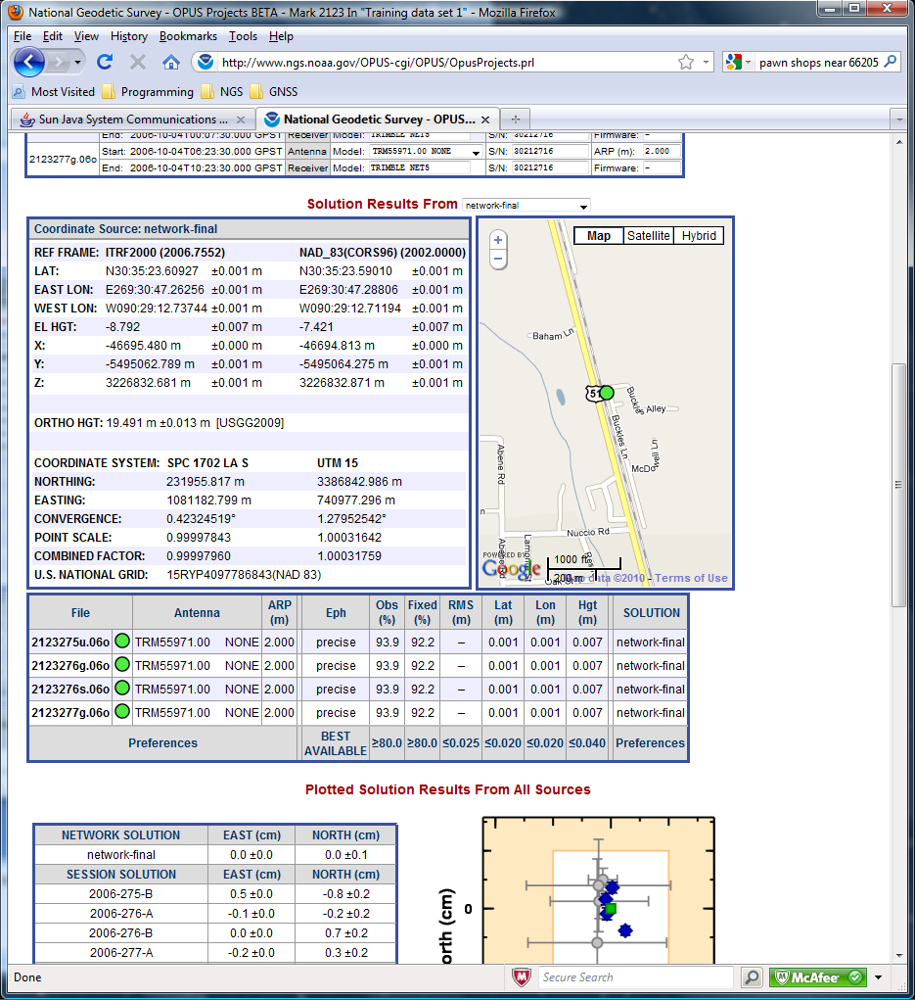 National Geodetic Survey - OPUS Projects BETA - Mark 2123 In "Training data set 1" - Mozilla Firefox
File Edit View History Bookmarks Tools Help
http://www.ngs.noaa.gov/OPUS-cgi/OPUS/OpusProjects.prl
pawn shops near 66205
Most Visited Programming NGS GNSS
Sun Java System Communications ...
National Geodetic Survey - OPUS...
End: 2006-10-04T00:07:30.000 GPST Receiver Model: TRIMBLE NET5 S/N: 30212716 Firmware: -
2123277g.06o Start: 2006-10-04T06:23:30.000 GPST Antenna Model: TRM55971.00 NONE S/N: 30212716 ARP (m): 2.000
End: 2006-10-04T10:23:30.000 GPST Receiver Model: TRIMBLE NET5 S/N: 30212716 Firmware: -
Solution Results From network-final
Coordinate Source: network-final
REF FRAME: ITRF2000 (2006.7552) NAD_83(CORS96) (2002.0000)
LAT: N30:35:23.60927 ±0.001 m N30:35:23.59010 ±0.001 m
EAST LON: E269:30:47.26256 ±0.001 m E269:30:47.28806 ±0.001 m
WEST LON: W090:29:12.73744 ±0.001 m W090:29:12.71194 ±0.001 m
EL HGT: -8.792 ±0.007 m -7.421 ±0.007 m
X: -46695.480 m ±0.000 m -46694.813 m ±0.000 m
Y: -5495062.789 m ±0.001 m -5495064.275 m ±0.001 m
Z: 3226832.681 m ±0.001 m 3226832.871 m ±0.001 m
ORTHO HGT: 19.491 m ±0.013 m [USGG2009]
COORDINATE SYSTEM: SPC 1702 LA S UTM 15
NORTHING: 231955.817 m 3386842.986 m
EASTING: 1081182.799 m 740977.296 m
CONVERGENCE: 0.42324519° 1.27952542°
POINT SCALE: 0.99997843 1.00031642
COMBINED FACTOR: 0.99997960 1.00031759
U.S. NATIONAL GRID: 15RYP4097786843(NAD 83)
+
−
Map Satellite Hybrid
Baham Ln
51
Buckles Alley
Buckles Ln
McDo
well Ln
Abene Rd
Nuccio Rd
Abene Rd
Oak St
POWERED BY
Google
1000 ft
200 m
Map data ©2010 - Terms of Use
File Antenna ARP (m) Eph Obs (%) Fixed (%) RMS (m) Lat (m) Lon (m) Hgt (m) SOLUTION
2123275u.06o TRM55971.00 NONE 2.000 precise 93.9 92.2 – 0.001 0.001 0.007 network-final
2123276g.06o TRM55971.00 NONE 2.000 precise 93.9 92.2 – 0.001 0.001 0.007 network-final
2123276s.06o TRM55971.00 NONE 2.000 precise 93.9 92.2 – 0.001 0.001 0.007 network-final
2123277g.06o TRM55971.00 NONE 2.000 precise 93.9 92.2 – 0.001 0.001 0.007 network-final
Preferences BEST AVAILABLE ≥80.0 ≥80.0 ≤0.025 ≤0.020 ≤0.020 ≤0.040 Preferences
Plotted Solution Results From All Sources
NETWORK SOLUTION EAST (cm) NORTH (cm)
network-final 0.0 ±0.0 0.0 ±0.1
SESSION SOLUTION EAST (cm) NORTH (cm)
2006-275-B 0.5 ±0.0 -0.8 ±0.2
2006-276-A -0.1 ±0.0 -0.2 ±0.2
2006-276-B 0.0 ±0.0 0.7 ±0.2
2006-277-A -0.2 ±0.0 0.3 ±0.2
orth (cm)
0
Done
Secure Search
McAfee